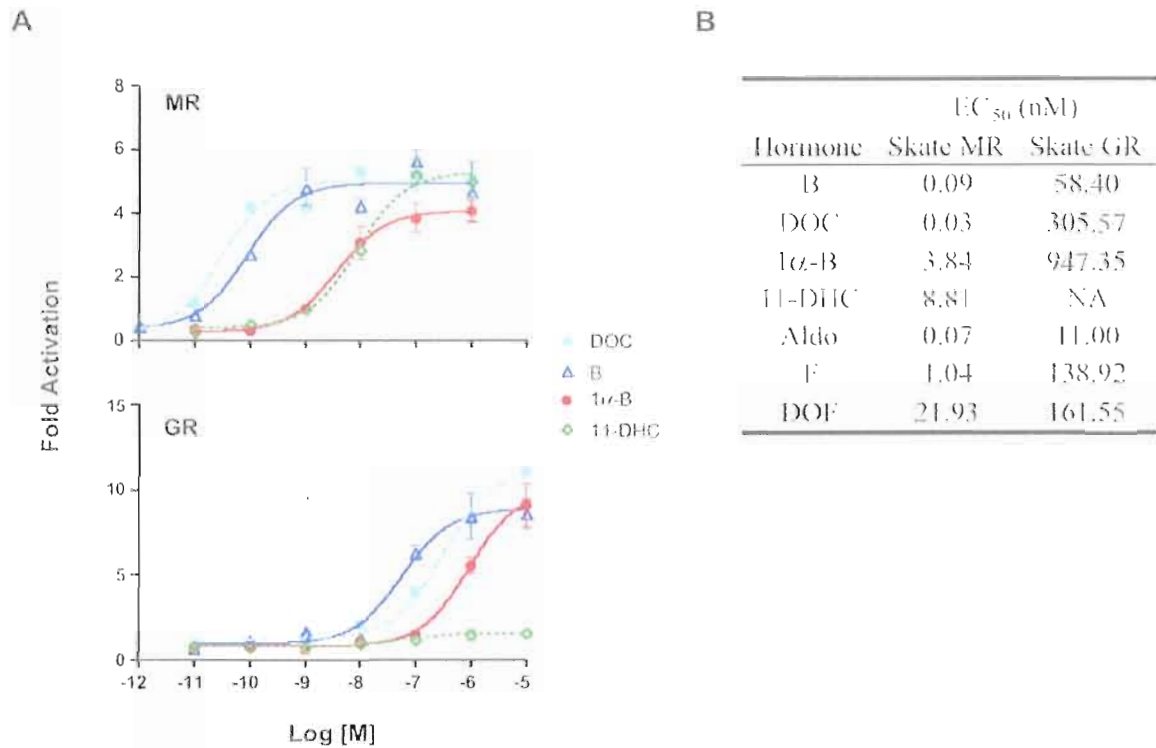 A
B
MR
8
6
4
2
0
Fold Activation
DOC
B
1α-B
11-DHC
GR
15
10
5
0
-12 -11 -10 -9 -8 -7 -6 -5
Log [M]
EC50 (nM)
Hormone Skate MR Skate GR
B 0.09 58.40
DOC 0.03 305.57
1α-B 3.84 947.35
11-DHC 8.81 NA
Aldo 0.07 11.00
F 1.04 138.92
DOF 21.93 161.55